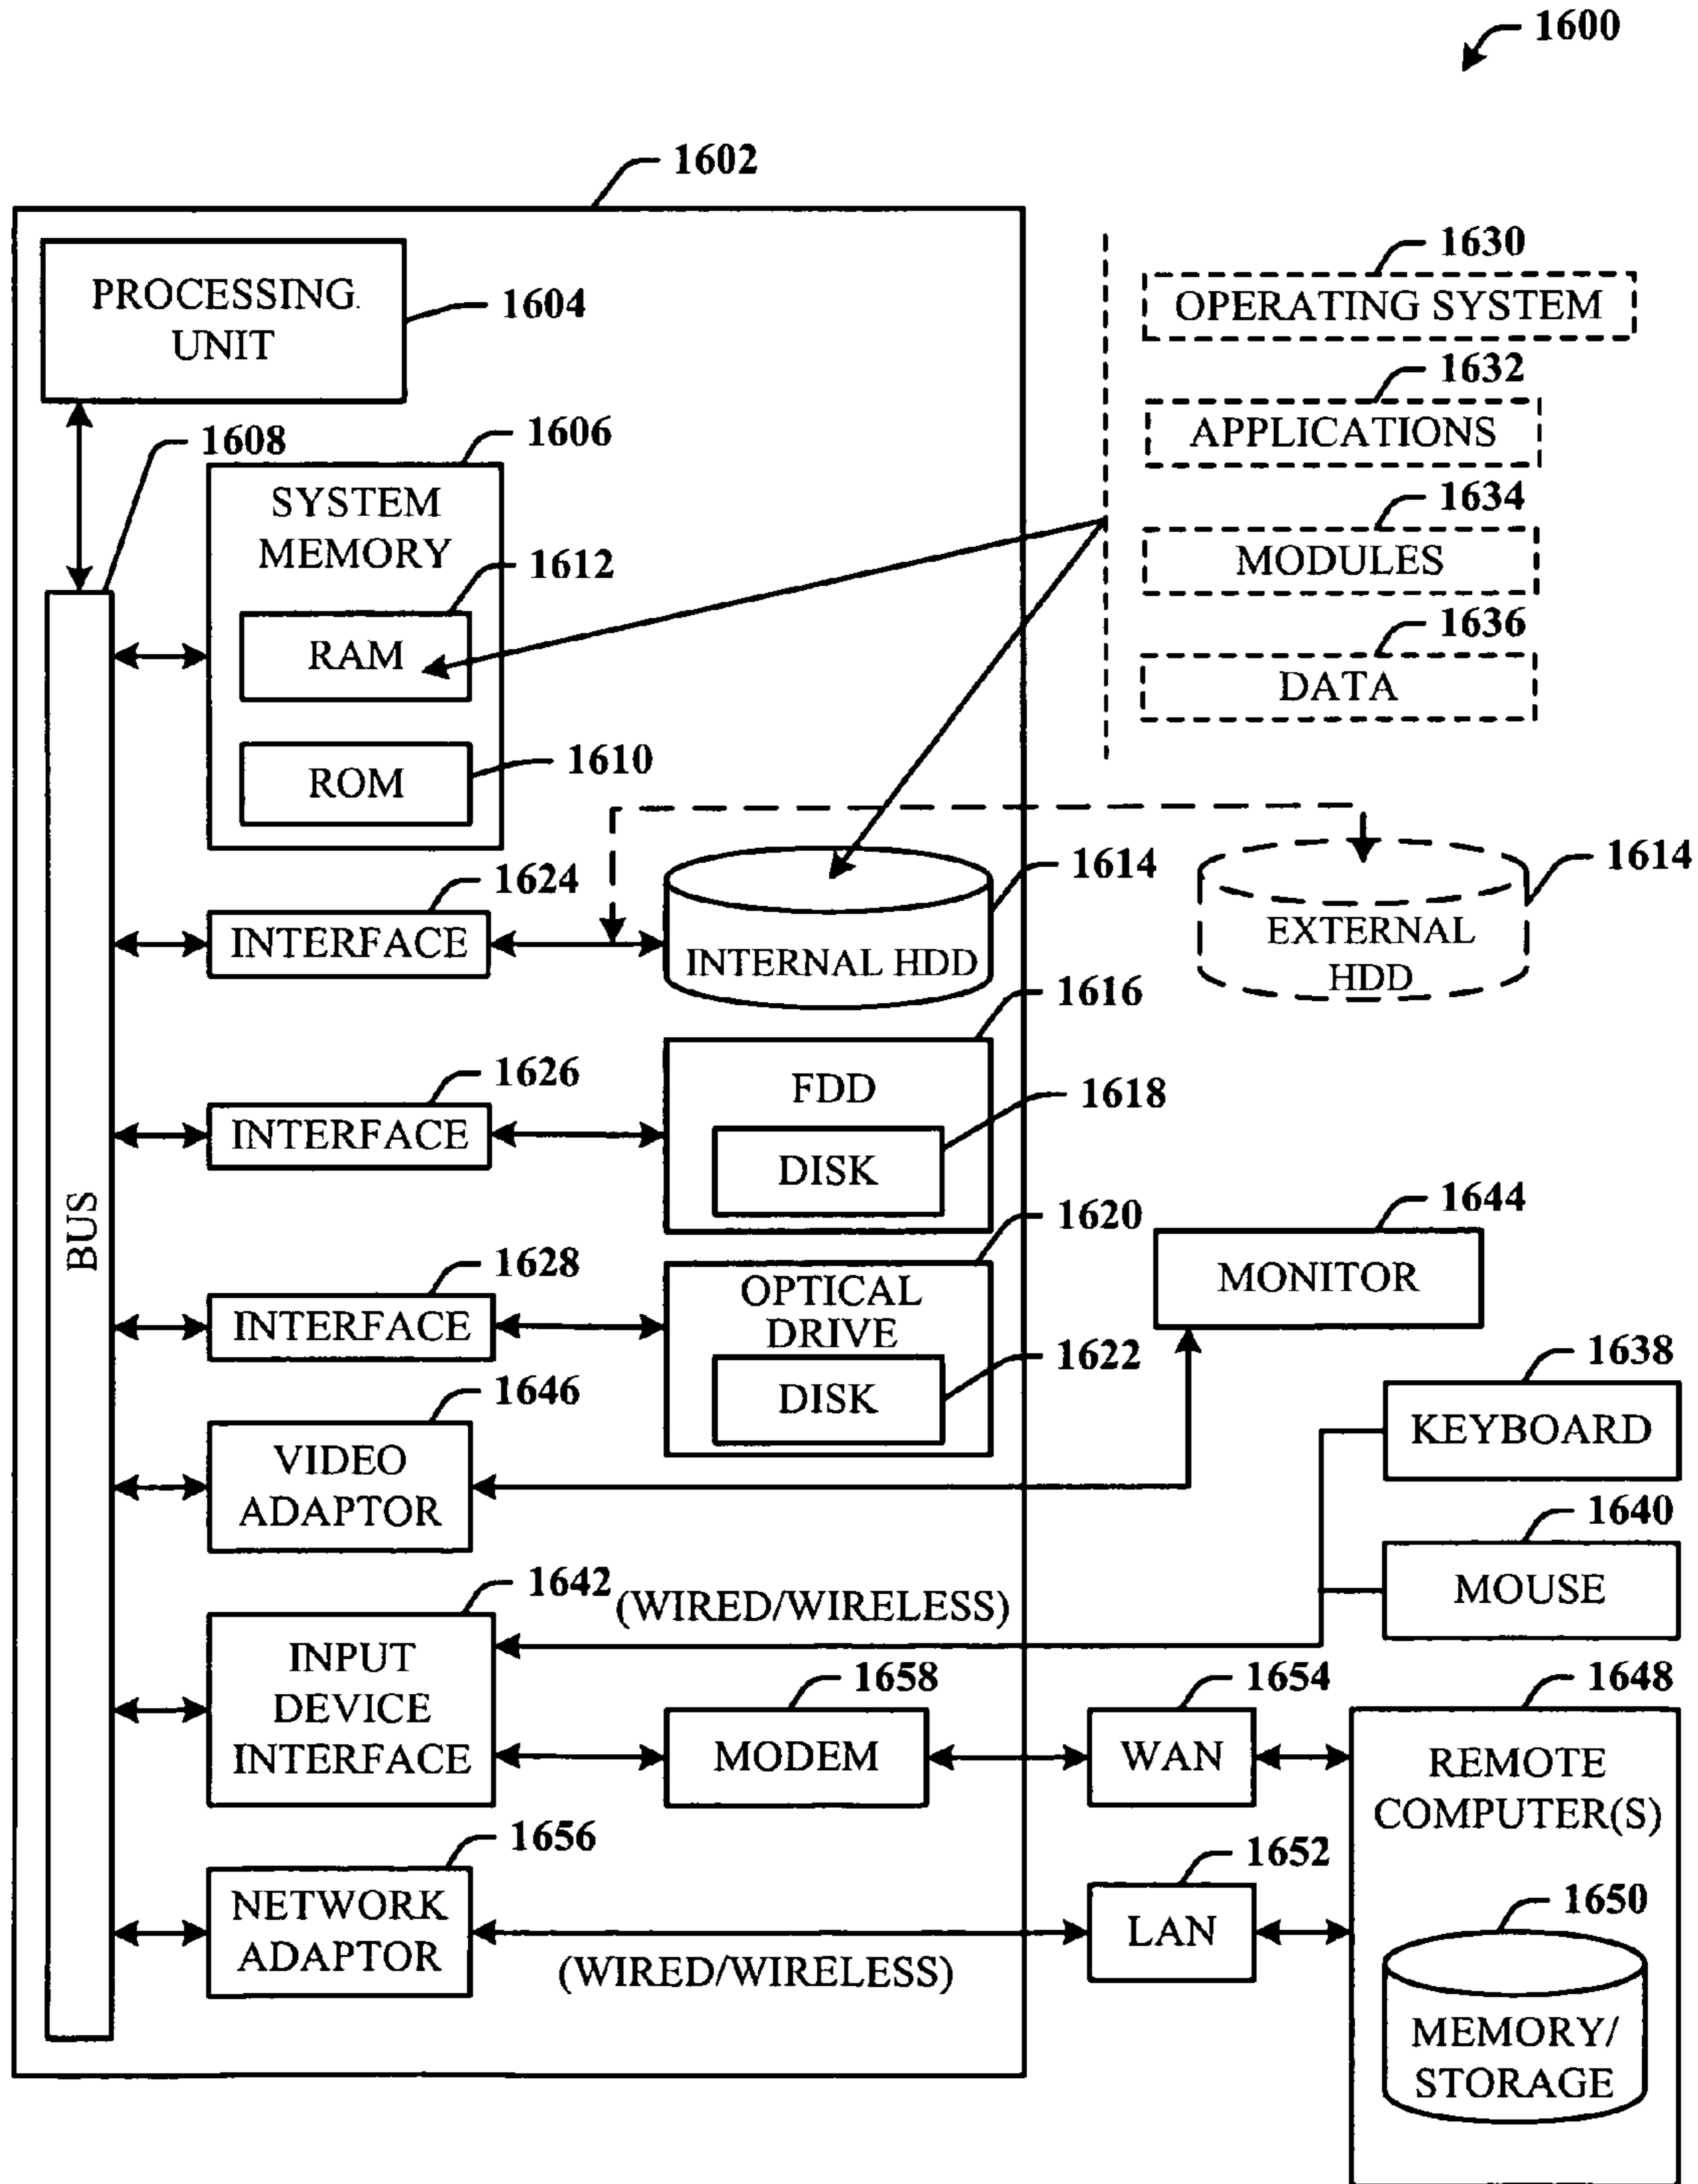 1600
1602
PROCESSING.
UNIT
1604
1630
OPERATING SYSTEM
1632
APPLICATIONS
1634
MODULES
1636
DATA
1608
1606
SYSTEM
MEMORY
1612
RAM
ROM
1610
BUS
1624
INTERFACE
INTERNAL HDD
1614
EXTERNAL
HDD
1614
1626
INTERFACE
1616
FDD
1618
DISK
1628
INTERFACE
1620
OPTICAL
DRIVE
1622
DISK
1644
MONITOR
1646
VIDEO
ADAPTOR
1638
KEYBOARD
1640
MOUSE
1642
(WIRED/WIRELESS)
INPUT
DEVICE
INTERFACE
1658
MODEM
1654
WAN
1648
REMOTE
COMPUTER(S)
1656
NETWORK
ADAPTOR
(WIRED/WIRELESS)
1652
LAN
1650
MEMORY/
STORAGE